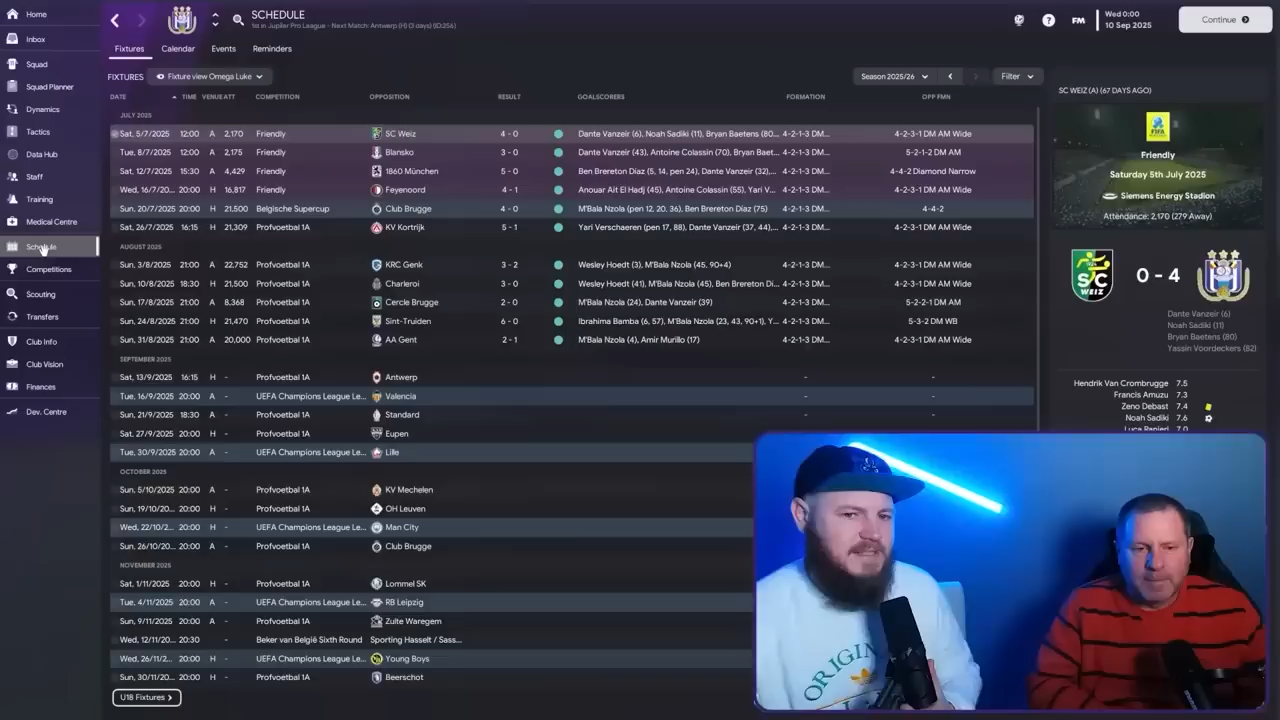 Home
Inbox
Squad
Squad Planner
Dynamics
Tactics
Data Hub
Staff
Training
Medical Centre
Schedule
Competitions
Scouting
Transfers
Club Info
Club Vision
Finances
Dev. Centre
SCHEDULE
1st in Jupiler Pro League - Next Match: Antwerp (H) (3 days) (ID:256)
FM
Wed 0:00
10 Sep 2025
Continue
Fixtures Calendar Events Reminders
FIXTURES Fixture view Omega Luke Season 2025/26 Filter
DATE TIME VENUE ATT COMPETITION OPPOSITION RESULT GOALSCORERS FORMATION OPP FMN
JULY 2025
Sat, 5/7/2025 12:00 A 2,170 Friendly SC Weiz 4 - 0 Dante Vanzeir (6), Noah Sadiki (11), Bryan Baetens (80... 4-2-1-3 DM... 4-2-3-1 DM AM Wide
Tue, 8/7/2025 12:00 A 2,175 Friendly Blansko 3 - 0 Dante Vanzeir (43), Antoine Colassin (70), Bryan Baet... 4-2-1-3 DM... 5-2-1-2 DM AM
Sat, 12/7/2025 15:30 A 4,429 Friendly 1860 München 5 - 0 Ben Brereton Díaz (5, 14, pen 24), Dante Vanzeir (32),... 4-2-1-3 DM... 4-4-2 Diamond Narrow
Wed, 16/7/20... 20:00 H 16,817 Friendly Feyenoord 4 - 1 Anouar Ait El Hadj (45), Antoine Colassin (55), Yari V... 4-2-1-3 DM... 4-2-3-1 DM AM Wide
Sun, 20/7/2025 20:00 H 21,500 Belgische Supercup Club Brugge 4 - 0 M'Bala Nzola (pen 12, 20, 36), Ben Brereton Díaz (75) 4-2-1-3 DM... 4-4-2
Sat, 26/7/2025 16:15 H 21,309 Profvoetbal 1A KV Kortrijk 5 - 1 Yari Verschaeren (pen 17, 88), Dante Vanzeir (37, 44),... 4-2-1-3 DM... 4-2-3-1 DM AM Wide
AUGUST 2025
Sun, 3/8/2025 21:00 A 22,752 Profvoetbal 1A KRC Genk 3 - 2 Wesley Hoedt (3), M'Bala Nzola (45, 90+4) 4-2-1-3 DM... 4-2-3-1 DM AM Wide
Sun, 10/8/2025 18:30 H 21,500 Profvoetbal 1A Charleroi 3 - 0 Wesley Hoedt (41), M'Bala Nzola (45), Ben Brereton Dí... 4-2-1-3 DM... 4-2-3-1 DM AM Wide
Sun, 17/8/2025 21:00 A 8,368 Profvoetbal 1A Cercle Brugge 2 - 0 M'Bala Nzola (24), Dante Vanzeir (39) 4-2-1-3 DM... 5-2-2-1 DM AM
Sun, 24/8/2025 21:00 H 21,470 Profvoetbal 1A Sint-Truiden 6 - 0 Ibrahima Bamba (6, 57), M'Bala Nzola (23, 43, 90+1), Y... 4-2-1-3 DM... 5-3-2 DM WB
Sun, 31/8/2025 21:00 A 20,000 Profvoetbal 1A AA Gent 2 - 1 M'Bala Nzola (4), Amir Murillo (17) 4-2-1-3 DM... 4-2-3-1 DM AM Wide
SEPTEMBER 2025
Sat, 13/9/2025 16:15 H - Profvoetbal 1A Antwerp - -
Tue, 16/9/2025 20:00 A - UEFA Champions League Le... Valencia - -
Sun, 21/9/2025 18:30 A - Profvoetbal 1A Standard - -
Sat, 27/9/2025 20:00 H - Profvoetbal 1A Eupen
Tue, 30/9/2025 20:00 A - UEFA Champions League Le... Lille
OCTOBER 2025
Sun, 5/10/2025 20:00 A - Profvoetbal 1A KV Mechelen
Sun, 19/10/20... 20:00 H - Profvoetbal 1A OH Leuven
Wed, 22/10/2... 20:00 H - UEFA Champions League Le... Man City
Sun, 26/10/20... 20:00 A - Profvoetbal 1A Club Brugge
NOVEMBER 2025
Sat, 1/11/2025 20:00 H - Profvoetbal 1A Lommel SK
Tue, 4/11/2025 20:00 A - UEFA Champions League Le... RB Leipzig
Sun, 9/11/2025 20:00 A - Profvoetbal 1A Zulte Waregem
Wed, 12/11/20... 20:30 - Beker van België Sixth Round Sporting Hasselt / Sass...
Wed, 26/11/2... 20:00 H - UEFA Champions League Le... Young Boys
Sun, 30/11/20... 20:00 H - Profvoetbal 1A Beerschot
U18 Fixtures
SC WEIZ (A) (67 DAYS AGO)
Friendly
Saturday 5th July 2025
Siemens Energy Stadion
Attendance: 2,170 (279 Away)
0 - 4
Dante Vanzeir (6)
Noah Sadiki (11)
Bryan Baetens (80)
Yassin Voordeckers (82)
Hendrik Van Crombrugge 7.5
Francis Amuzu 7.3
Zeno Debast 7.4
Noah Sadiki 7.6